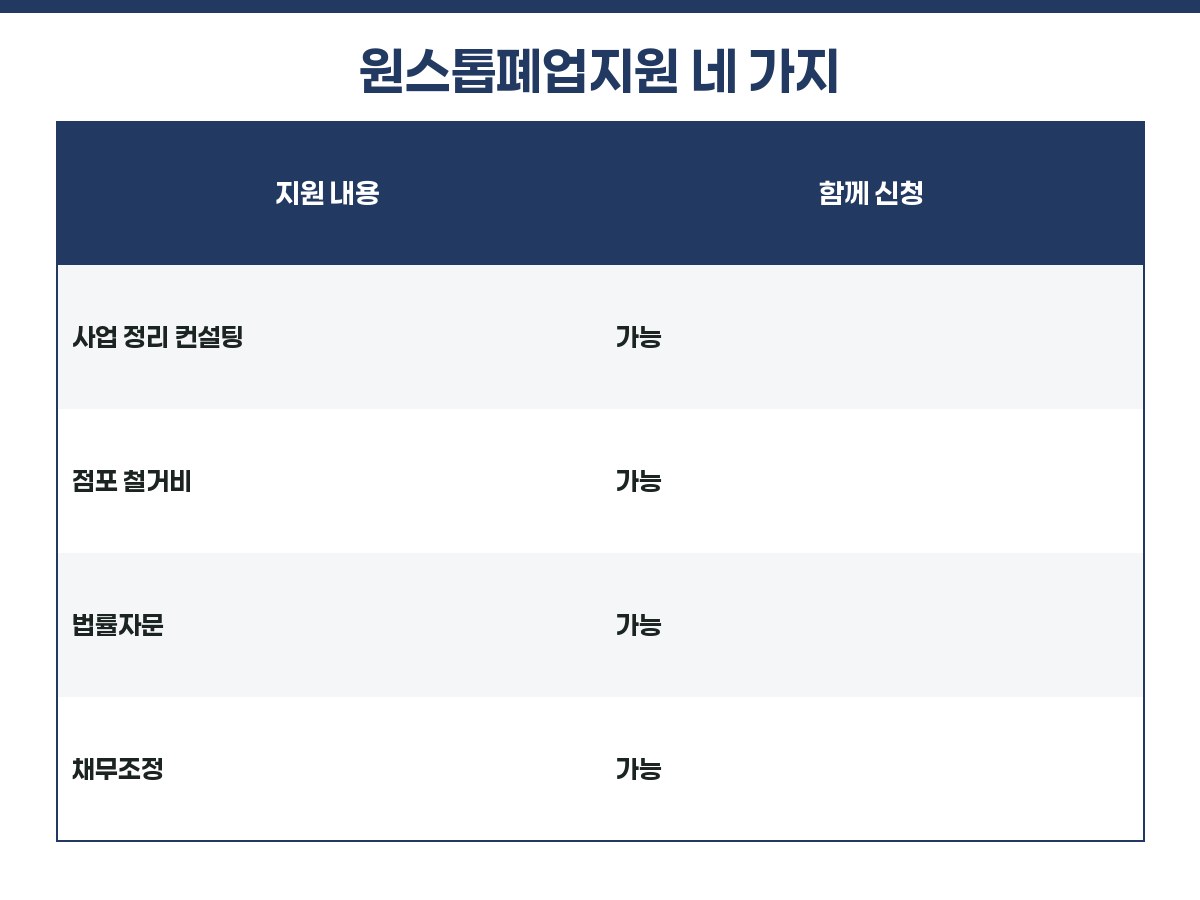 원스톱폐업지원 네 가지
지원 내용 함께 신청
사업 정리 컨설팅 가능
점포 철거비 가능
법률자문 가능
채무조정 가능